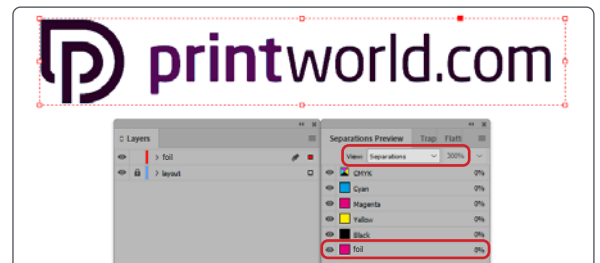 printworld.com
Layers
Separations Preview Trap Flatt
View: Separations 300%
foil
layout
CMYK 0%
Cyan 0%
Magenta 0%
Yellow 0%
Black 0%
foil 0%